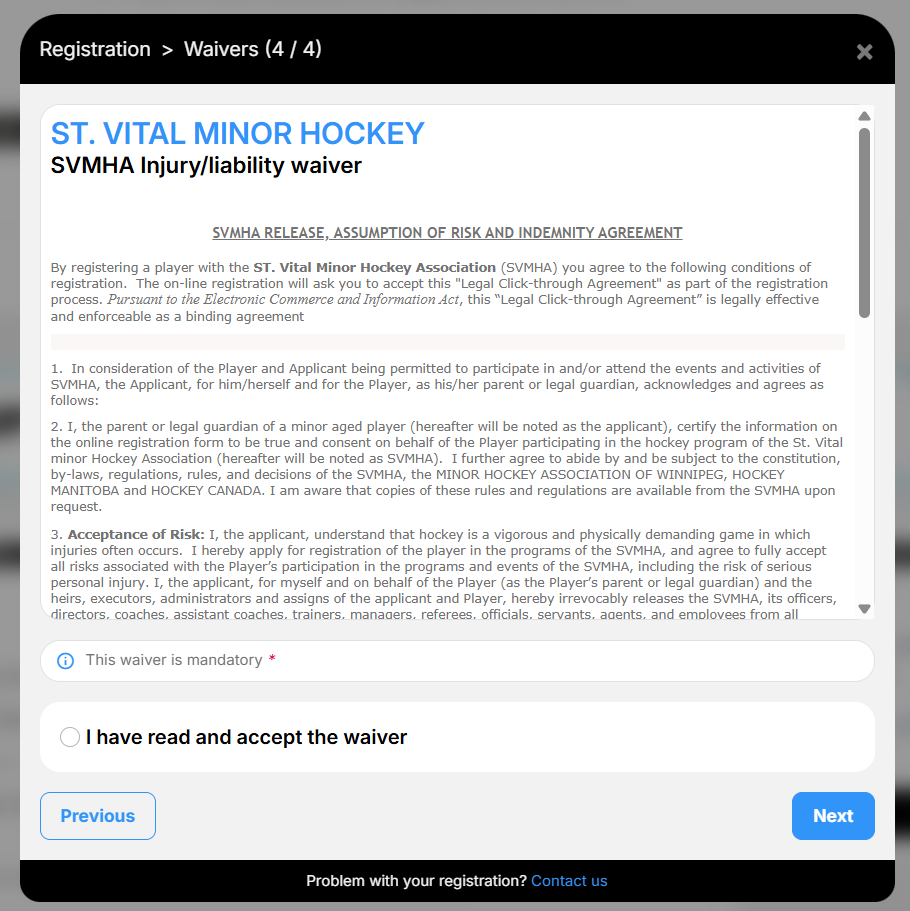 Registration > Waivers (4 / 4)
ST. VITAL MINOR HOCKEY
SVMHA Injury/liability waiver
SVMHA RELEASE, ASSUMPTION OF RISK AND INDEMNITY AGREEMENT
By registering a player with the ST. Vital Minor Hockey Association (SVMHA) you agree to the following conditions of
registration.  The on-line registration will ask you to accept this "Legal Click-through Agreement" as part of the registration
process. Pursuant to the Electronic Commerce and Information Act, this “Legal Click-through Agreement” is legally effective
and enforceable as a binding agreement
1.  In consideration of the Player and Applicant being permitted to participate in and/or attend the events and activities of
SVMHA, the Applicant, for him/herself and for the Player, as his/her parent or legal guardian, acknowledges and agrees as
follows:
2. I, the parent or legal guardian of a minor aged player (hereafter will be noted as the applicant), certify the information on
the online registration form to be true and consent on behalf of the Player participating in the hockey program of the St. Vital
minor Hockey Association (hereafter will be noted as SVMHA).  I further agree to abide by and be subject to the constitution,
by-laws, regulations, rules, and decisions of the SVMHA, the MINOR HOCKEY ASSOCIATION OF WINNIPEG, HOCKEY
MANITOBA and HOCKEY CANADA. I am aware that copies of these rules and regulations are available from the SVMHA upon
request.
3. Acceptance of Risk: I, the applicant, understand that hockey is a vigorous and physically demanding game in which
injuries often occurs.  I hereby apply for registration of the player in the programs of the SVMHA, and agree to fully accept
all risks associated with the Player’s participation in the programs and events of the SVMHA, including the risk of serious
personal injury. I, the applicant, for myself and on behalf of the Player (as the Player’s parent or legal guardian) and the
heirs, executors, administrators and assigns of the applicant and Player, hereby irrevocably releases the SVMHA, its officers,
directors, coaches, assistant coaches, trainers, managers, referees, officials, servants, agents, and employees from all
This waiver is mandatory *
I have read and accept the waiver
Previous
Next
Problem with your registration? Contact us